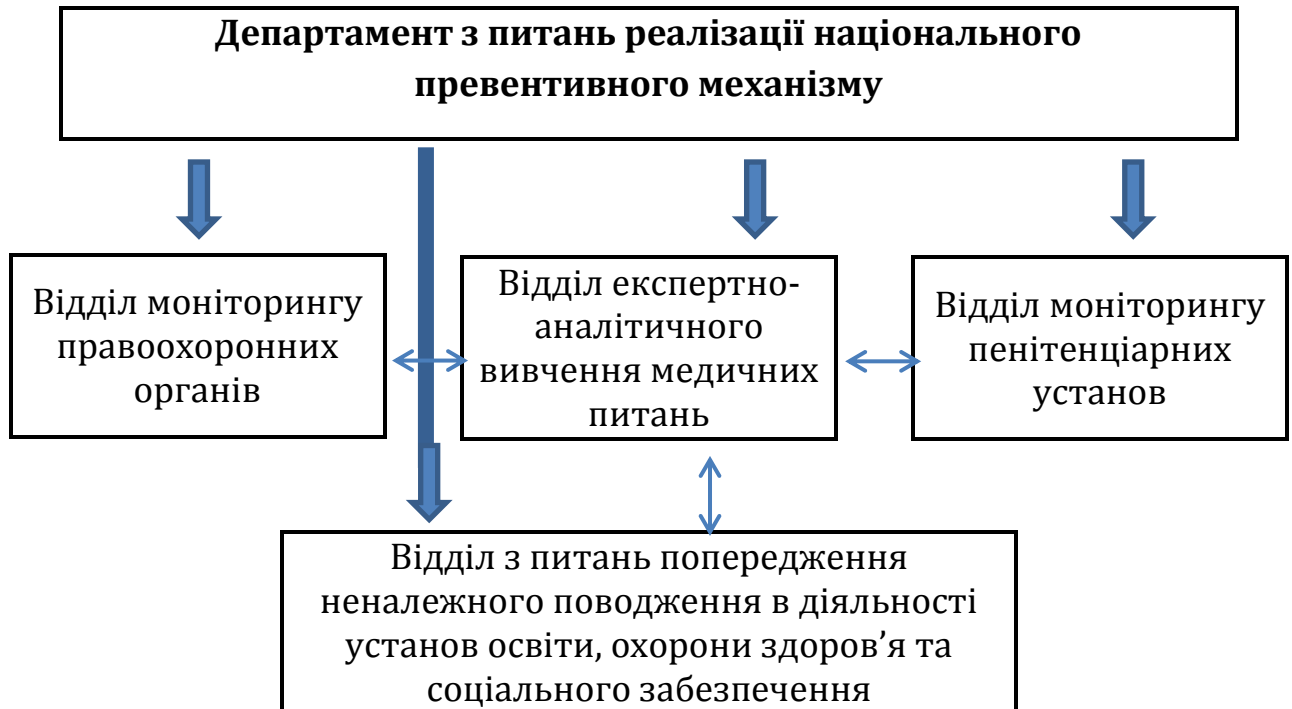 Департамент з питань реалізації національного
превентивного механізму
Відділ моніторингу
правоохоронних
органів
Відділ експертно-
аналітичного
вивчення медичних
питань
Відділ моніторингу
пенітенціарних
установ
Відділ з питань попередження
неналежного поводження в діяльності
установ освіти, охорони здоров’я та
соціального забезпечення